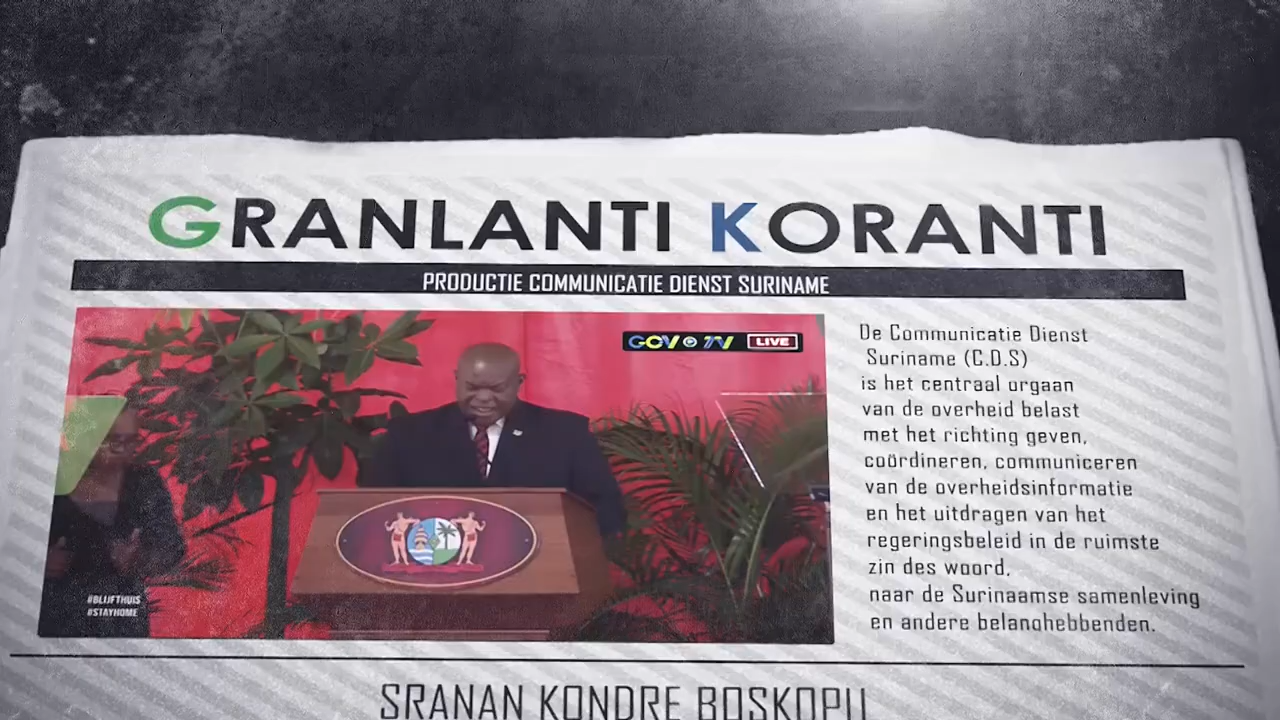 GRANLANTI KORANTI
PRODUCTIE COMMUNICATIE DIENST SURINAME
GOV TV LIVE
#BLIJFTHUIS
#STAYHOME
De Communicatie Dienst
Suriname (C.D.S)
is het centraal orgaan
van de overheid belast
met het richting geven,
coördineren, communiceren
van de overheidsinformatie
en het uitdragen van het
regeringsbeleid in de ruimste
zin des woord,
naar de Surinaamse samenleving
en andere belanghebbenden.
SRANAN KONDRE BOSKOPU